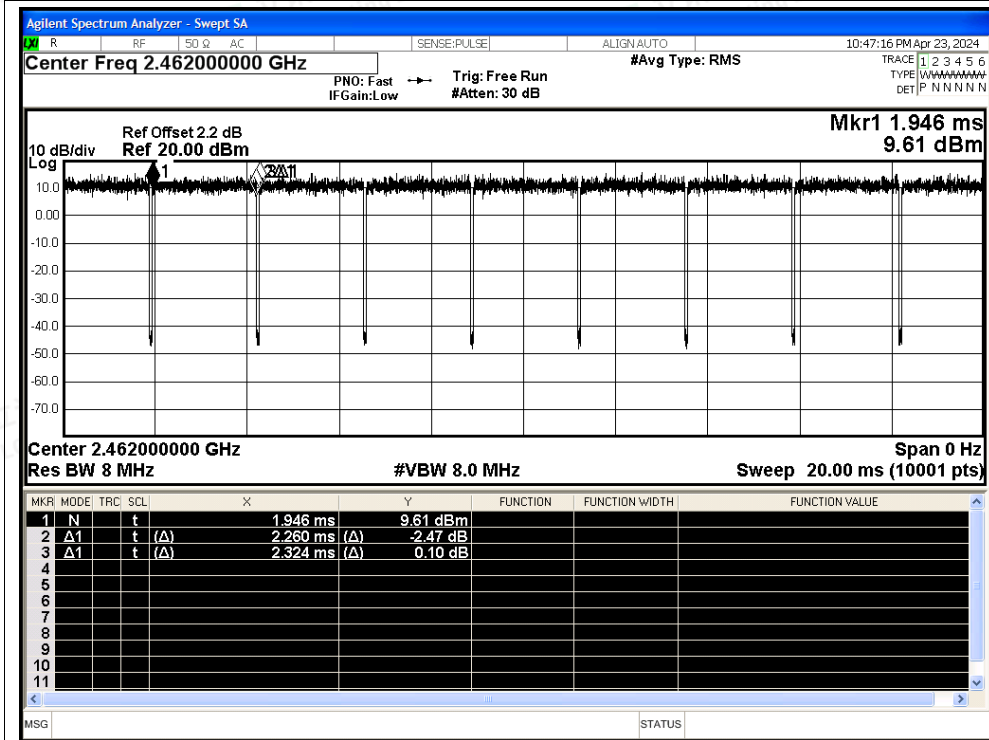 Agilent Spectrum Analyzer - Swept SA
LXI R RF 50 Ω AC SENSE:PULSE ALIGN AUTO 10:47:16 PM Apr 23, 2024
Center Freq 2.462000000 GHz #Avg Type: RMS TRACE 1 2 3 4 5 6
PNO: Fast Trig: Free Run TYPE
IFGain:Low #Atten: 30 dB DET P N N N N N
Mkr1 1.946 ms
Ref Offset 2.2 dB
10 dB/div Ref 20.00 dBm 9.61 dBm
Log
1
10.0
0.00
-10.0
-20.0
-30.0
-40.0
-50.0
-60.0
-70.0
Center 2.462000000 GHz Span 0 Hz
Res BW 8 MHz #VBW 8.0 MHz Sweep 20.00 ms (10001 pts)
MKR MODE TRC SCL X Y FUNCTION FUNCTION WIDTH FUNCTION VALUE
1 N t 1.946 ms 9.61 dBm
2 Δ1 t (Δ) 2.260 ms (Δ) -2.47 dB
3 Δ1 t (Δ) 2.324 ms (Δ) 0.10 dB
4
5
6
7
8
9
10
11
MSG STATUS